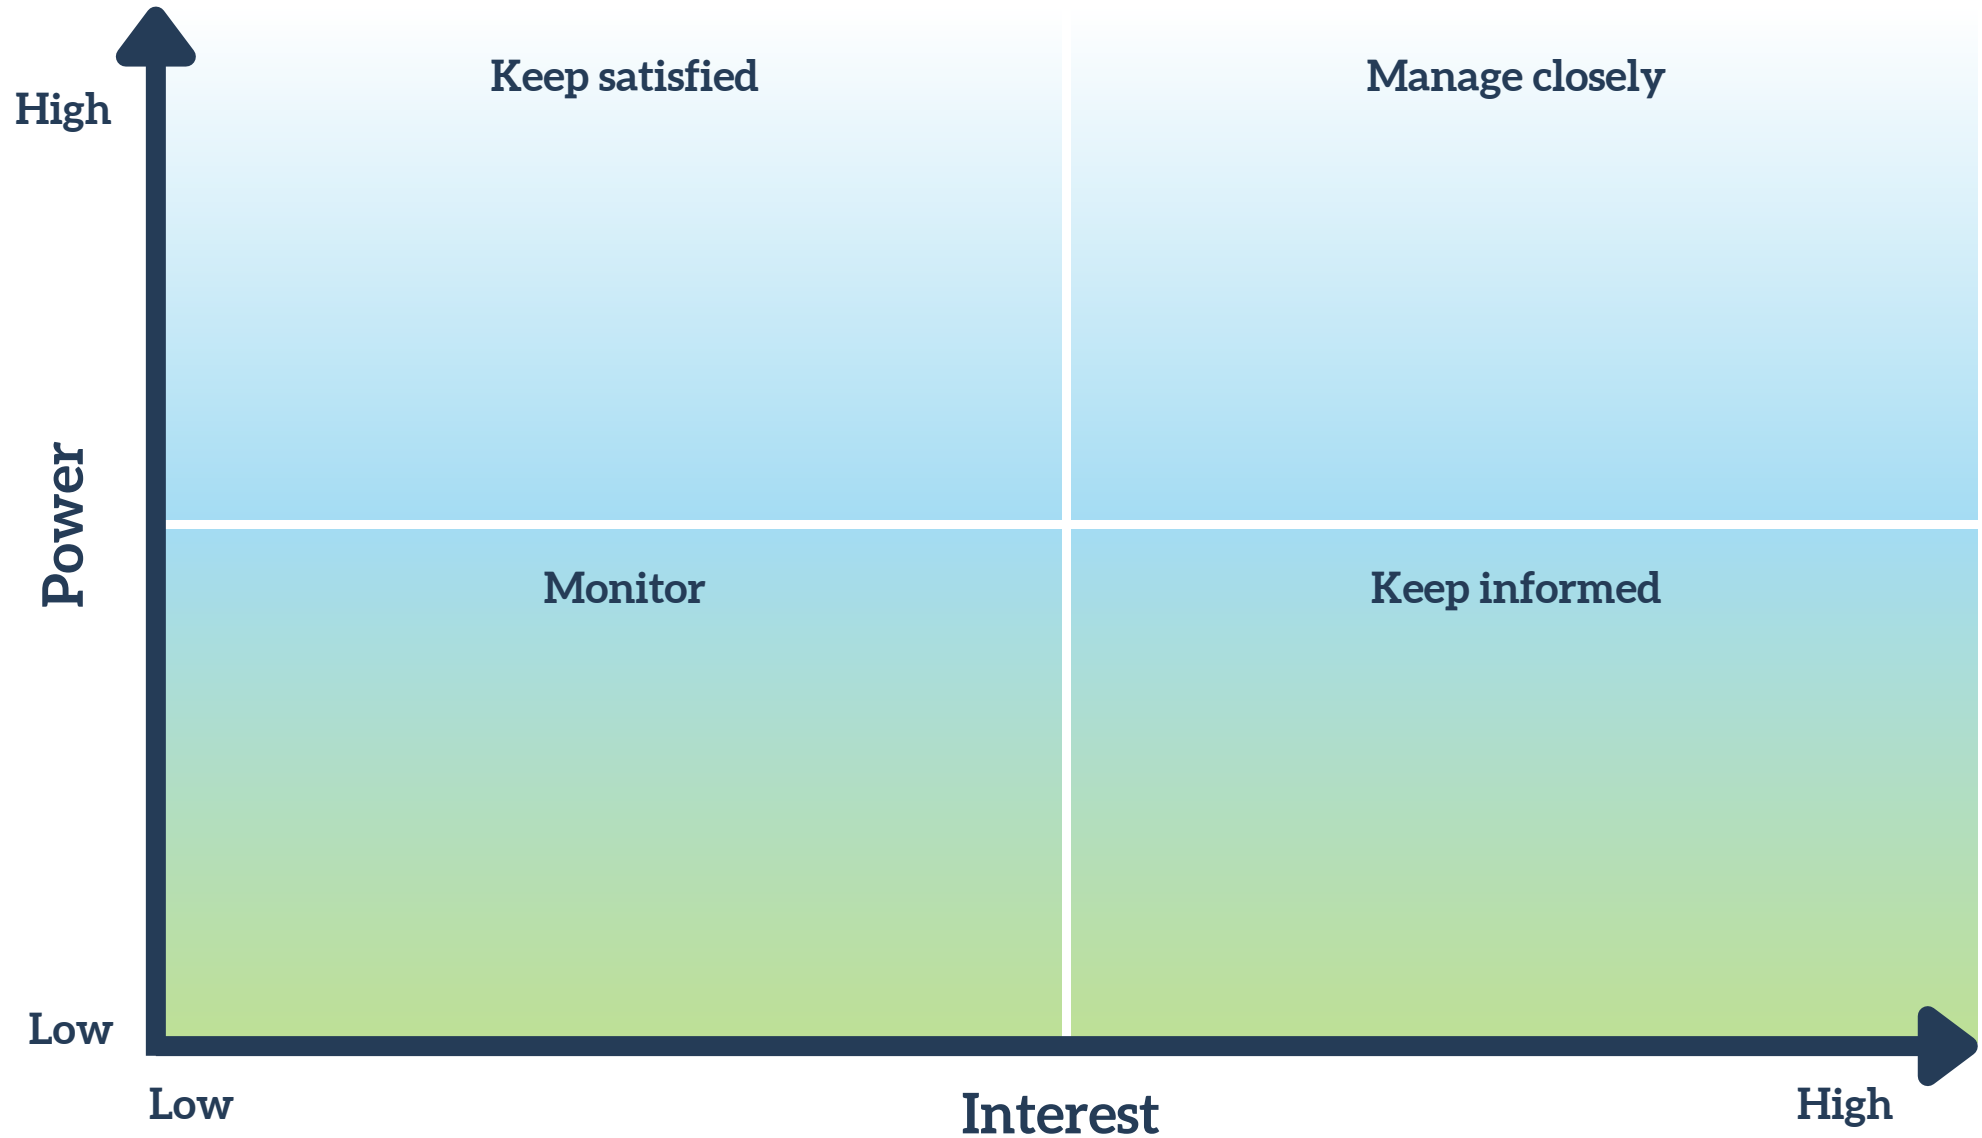 Keep satisfied
Manage closely
High
Power
Monitor
Keep informed
Low
Low
Interest
High